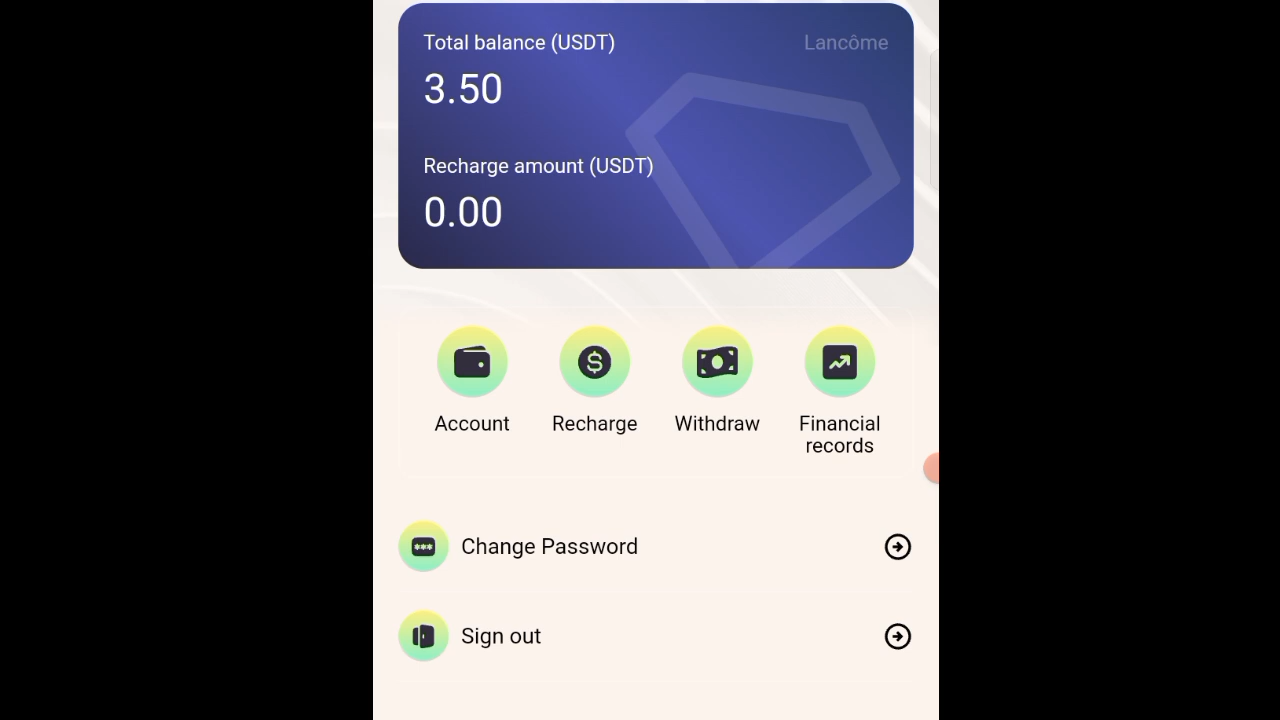 Total balance (USDT)
Lancôme
3.50
Recharge amount (USDT)
0.00
Account
Recharge
Withdraw
Financial
records
Change Password
Sign out